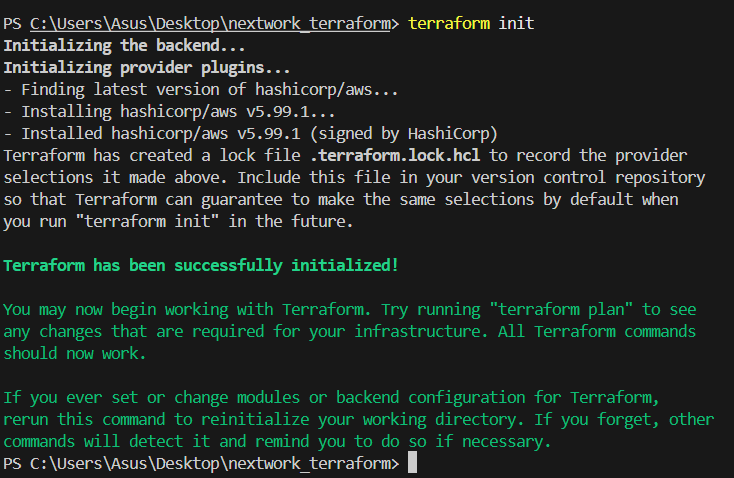 PS C:\Users\Asus\Desktop\nextwork_terraform> terraform init
Initializing the backend...
Initializing provider plugins...
- Finding latest version of hashicorp/aws...
- Installing hashicorp/aws v5.99.1...
- Installed hashicorp/aws v5.99.1 (signed by HashiCorp)
Terraform has created a lock file .terraform.lock.hcl to record the provider
selections it made above. Include this file in your version control repository
so that Terraform can guarantee to make the same selections by default when
you run "terraform init" in the future.

Terraform has been successfully initialized!

You may now begin working with Terraform. Try running "terraform plan" to see
any changes that are required for your infrastructure. All Terraform commands
should now work.

If you ever set or change modules or backend configuration for Terraform,
rerun this command to reinitialize your working directory. If you forget, other
commands will detect it and remind you to do so if necessary.
PS C:\Users\Asus\Desktop\nextwork_terraform>